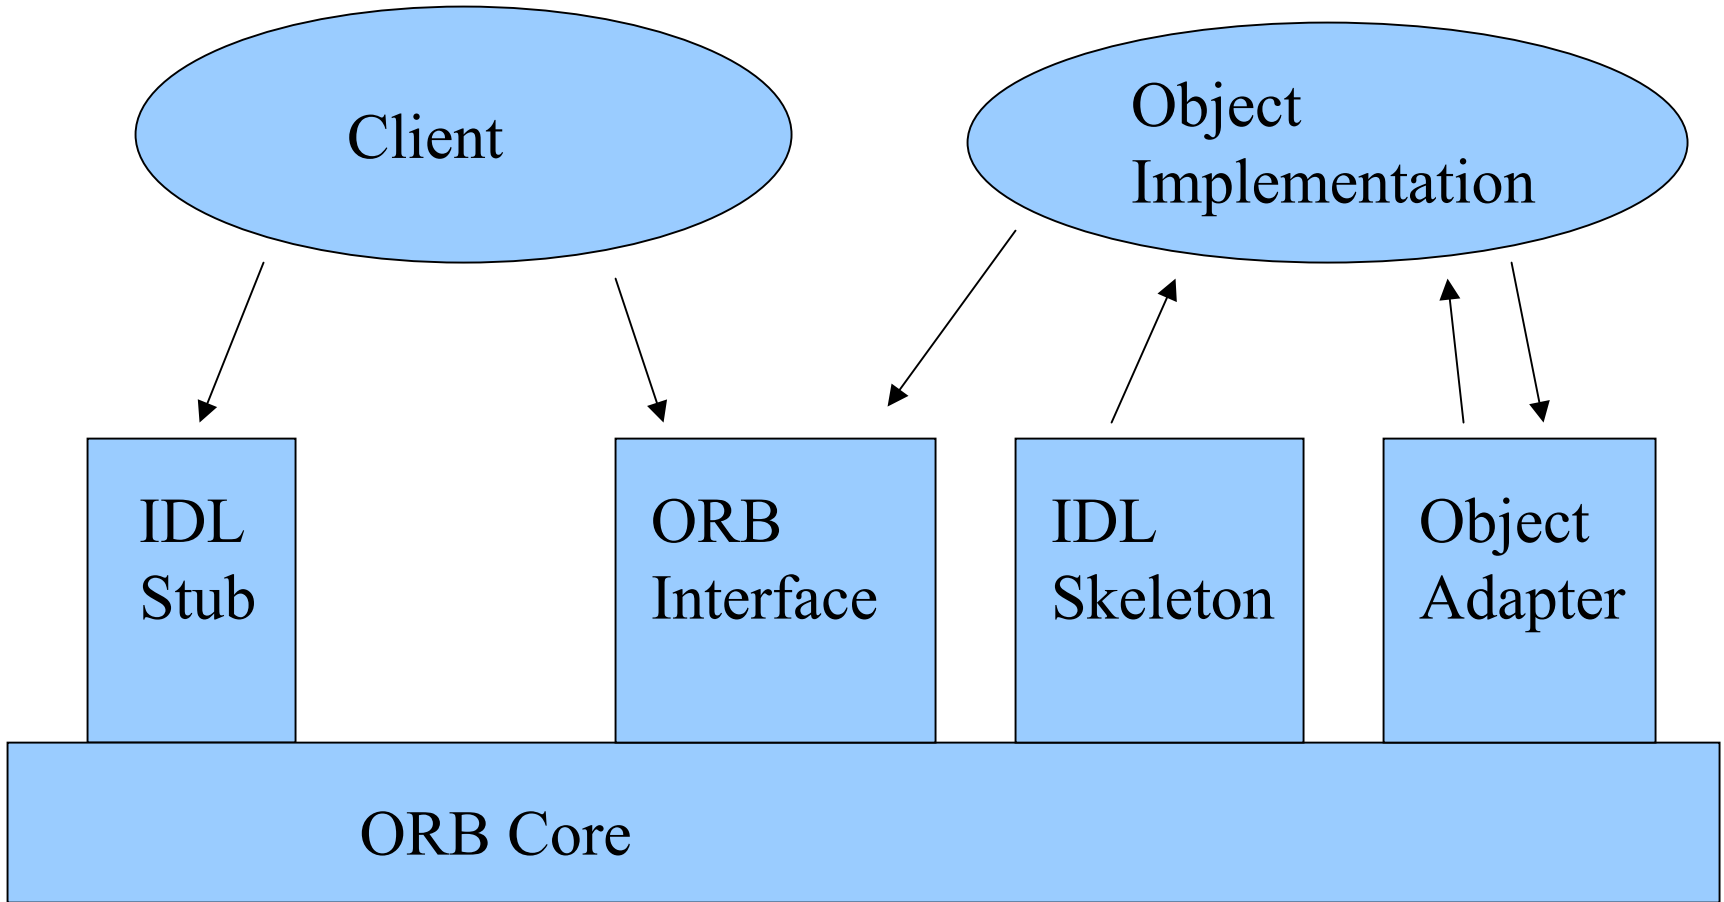 Client
Object
Implementation
IDL
Stub
ORB
Interface
IDL
Skeleton
Object
Adapter
ORB Core